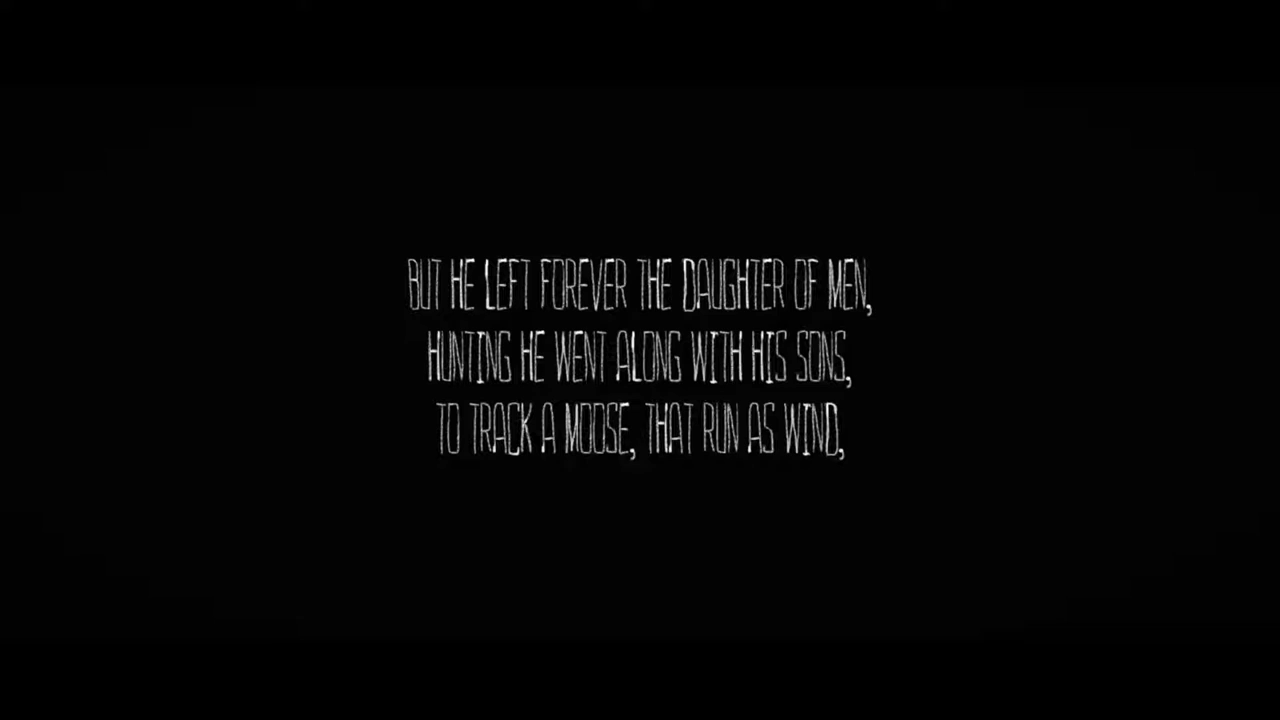 BUT HE LEFT FOREVER THE DAUGHTER OF MEN,
HUNTING HE WENT ALONG WITH HIS SONS,
TO TRACK A MOOSE, THAT RUN AS WIND,